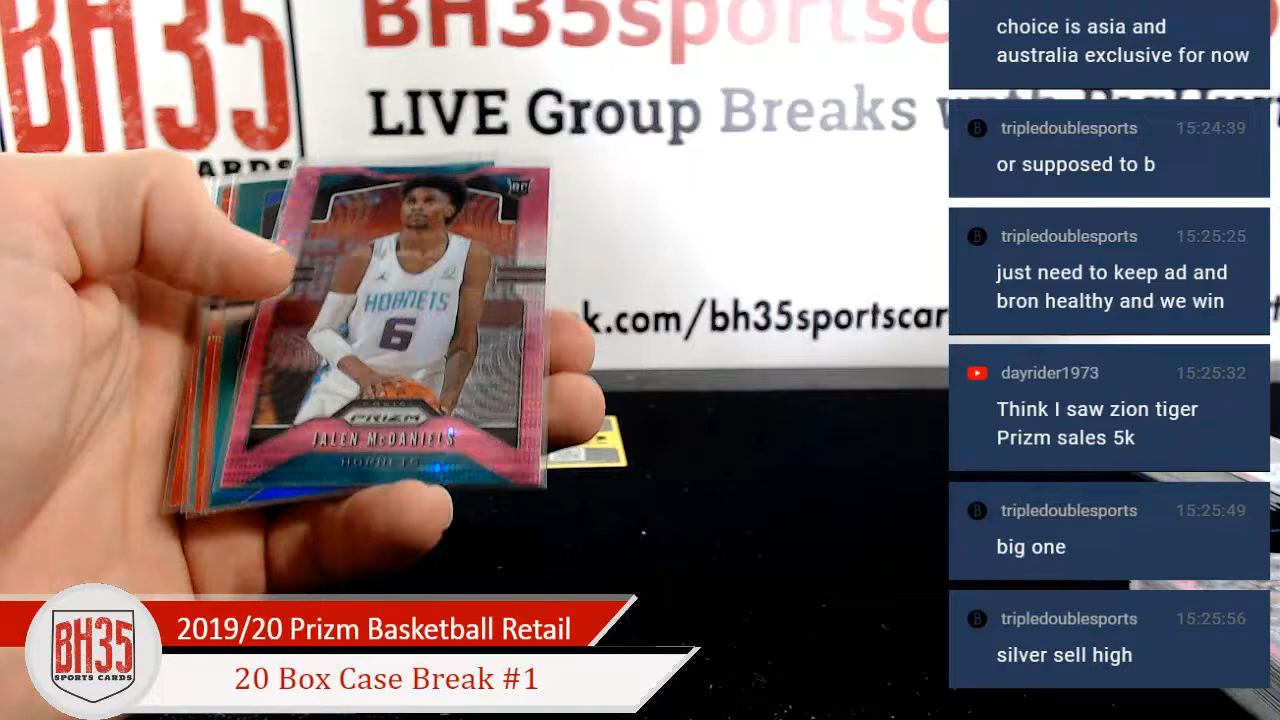 BH35
CARDS
BH35sportsc
LIVE Group Breaks w
k.com/bh35sportscar
RC
HORNETS
6
PRIZM
JALEN McDANIELS
HORNETS
choice is asia and
australia exclusive for now
tripledoublesports 15:24:39
or supposed to b
tripledoublesports 15:25:25
just need to keep ad and
bron healthy and we win
dayrider1973 15:25:32
Think I saw zion tiger
Prizm sales 5k
tripledoublesports 15:25:49
big one
tripledoublesports 15:25:56
silver sell high
BH35
SPORTS CARDS
2019/20 Prizm Basketball Retail
20 Box Case Break #1